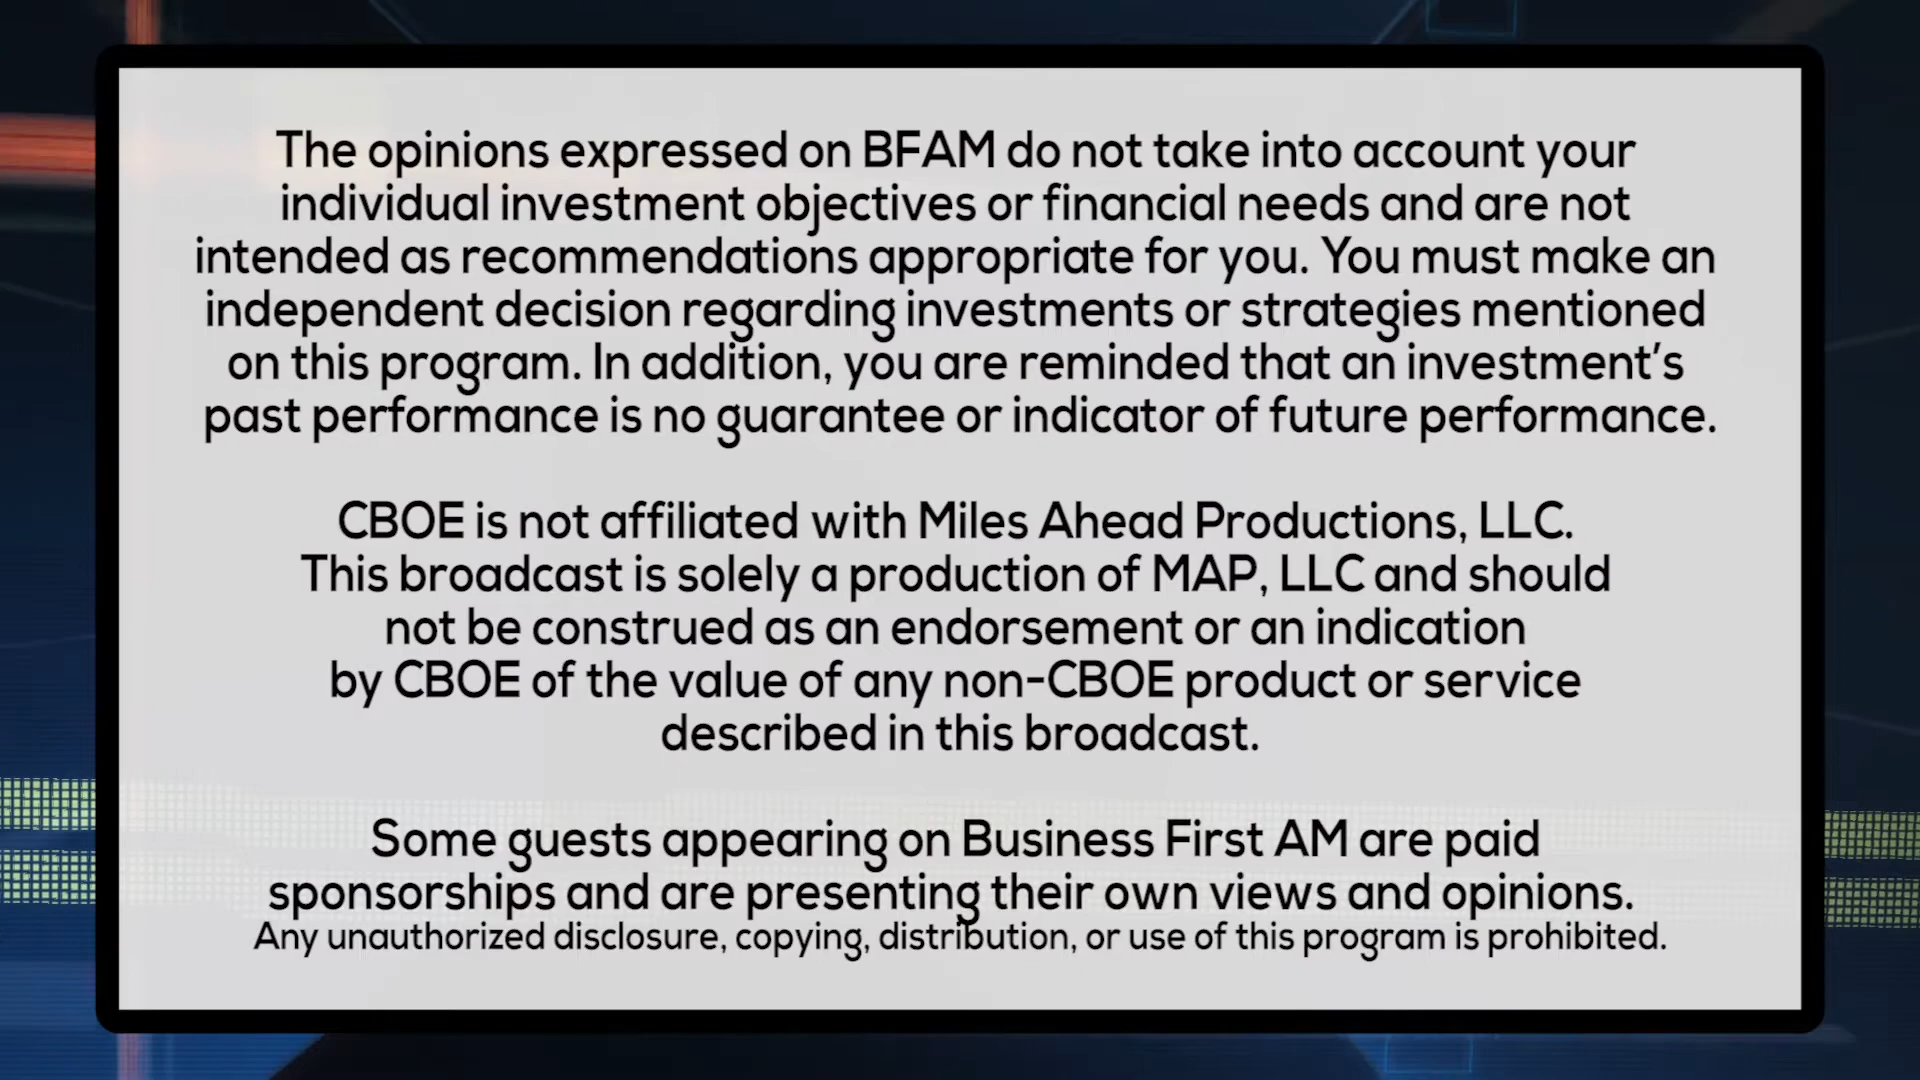 The opinions expressed on BFAM do not take into account your
individual investment objectives or financial needs and are not
intended as recommendations appropriate for you. You must make an
independent decision regarding investments or strategies mentioned
on this program. In addition, you are reminded that an investment’s
past performance is no guarantee or indicator of future performance.
CBOE is not affiliated with Miles Ahead Productions, LLC.
This broadcast is solely a production of MAP, LLC and should
not be construed as an endorsement or an indication
by CBOE of the value of any non-CBOE product or service
described in this broadcast.
Some guests appearing on Business First AM are paid
sponsorships and are presenting their own views and opinions.
Any unauthorized disclosure, copying, distribution, or use of this program is prohibited.